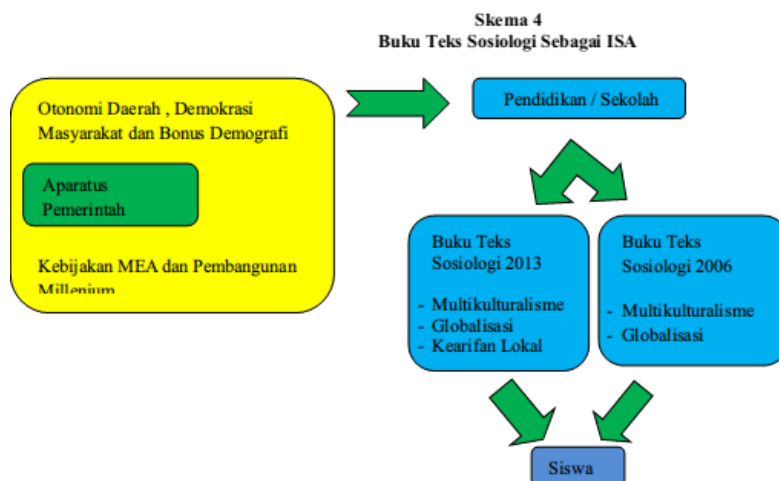 Skema 4
Buku Teks Sosiologi Sebagai ISA
Otonomi Daerah , Demokrasi
Masyarakat dan Bonus Demografi
Aparatus
Pemerintah
Kebijakan MEA dan Pembangunan
Millenium
Pendidikan / Sekolah
Buku Teks
Sosiologi 2013
- Multikulturalisme
- Globalisasi
- Kearifan Lokal
Buku Teks
Sosiologi 2006
- Multikulturalisme
- Globalisasi
Siswa